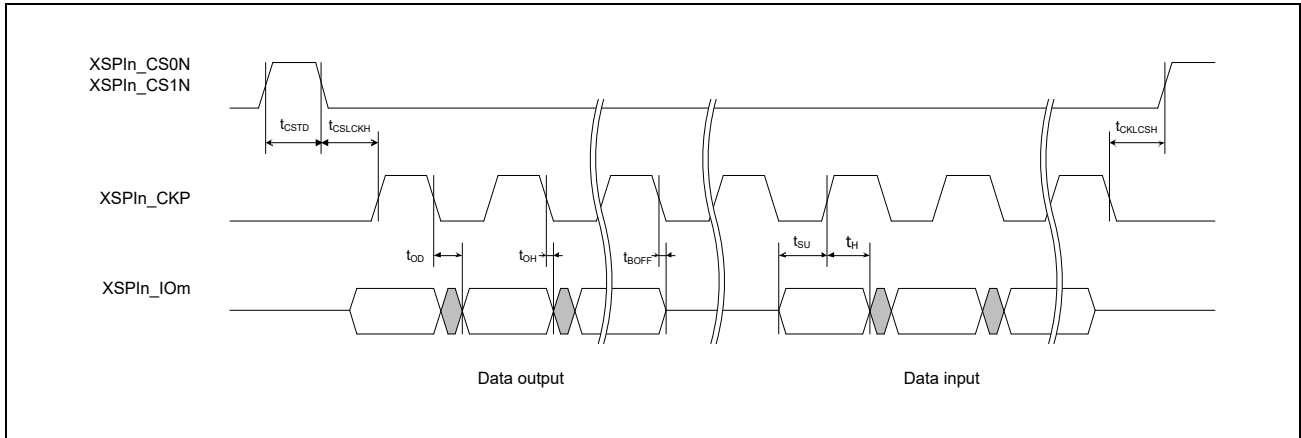 XSPIn_CS0N
XSPIn_CS1N
tCSTD
tCSLCKH
tCKLCSH
XSPIn_CKP
tOD
tOH
tBOFF
tSU
tH
XSPIn_IOm
Data output
Data input